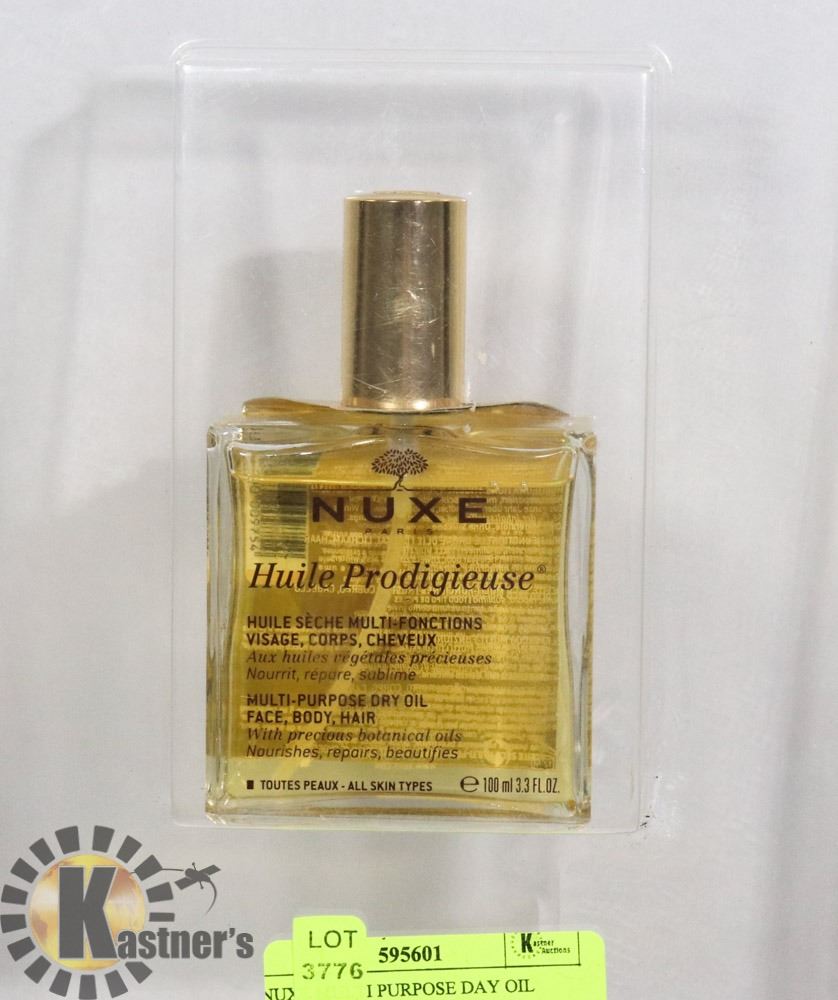 NUXE
PARIS
Huile Prodigieuse®
HUILE SÈCHE MULTI-FONCTIONS
VISAGE, CORPS, CHEVEUX
Aux huiles végétales précieuses
Nourrit, répare, sublime
MULTI-PURPOSE DRY OIL
FACE, BODY, HAIR
With precious botanical oils
Nourishes, repairs, beautifies
■ TOUTES PEAUX - ALL SKIN TYPES ℮ 100 ml 3.3 FL.OZ.
Kastner's
LOT
3776
595601
Kastner
Auctions
NUX I PURPOSE DAY OIL